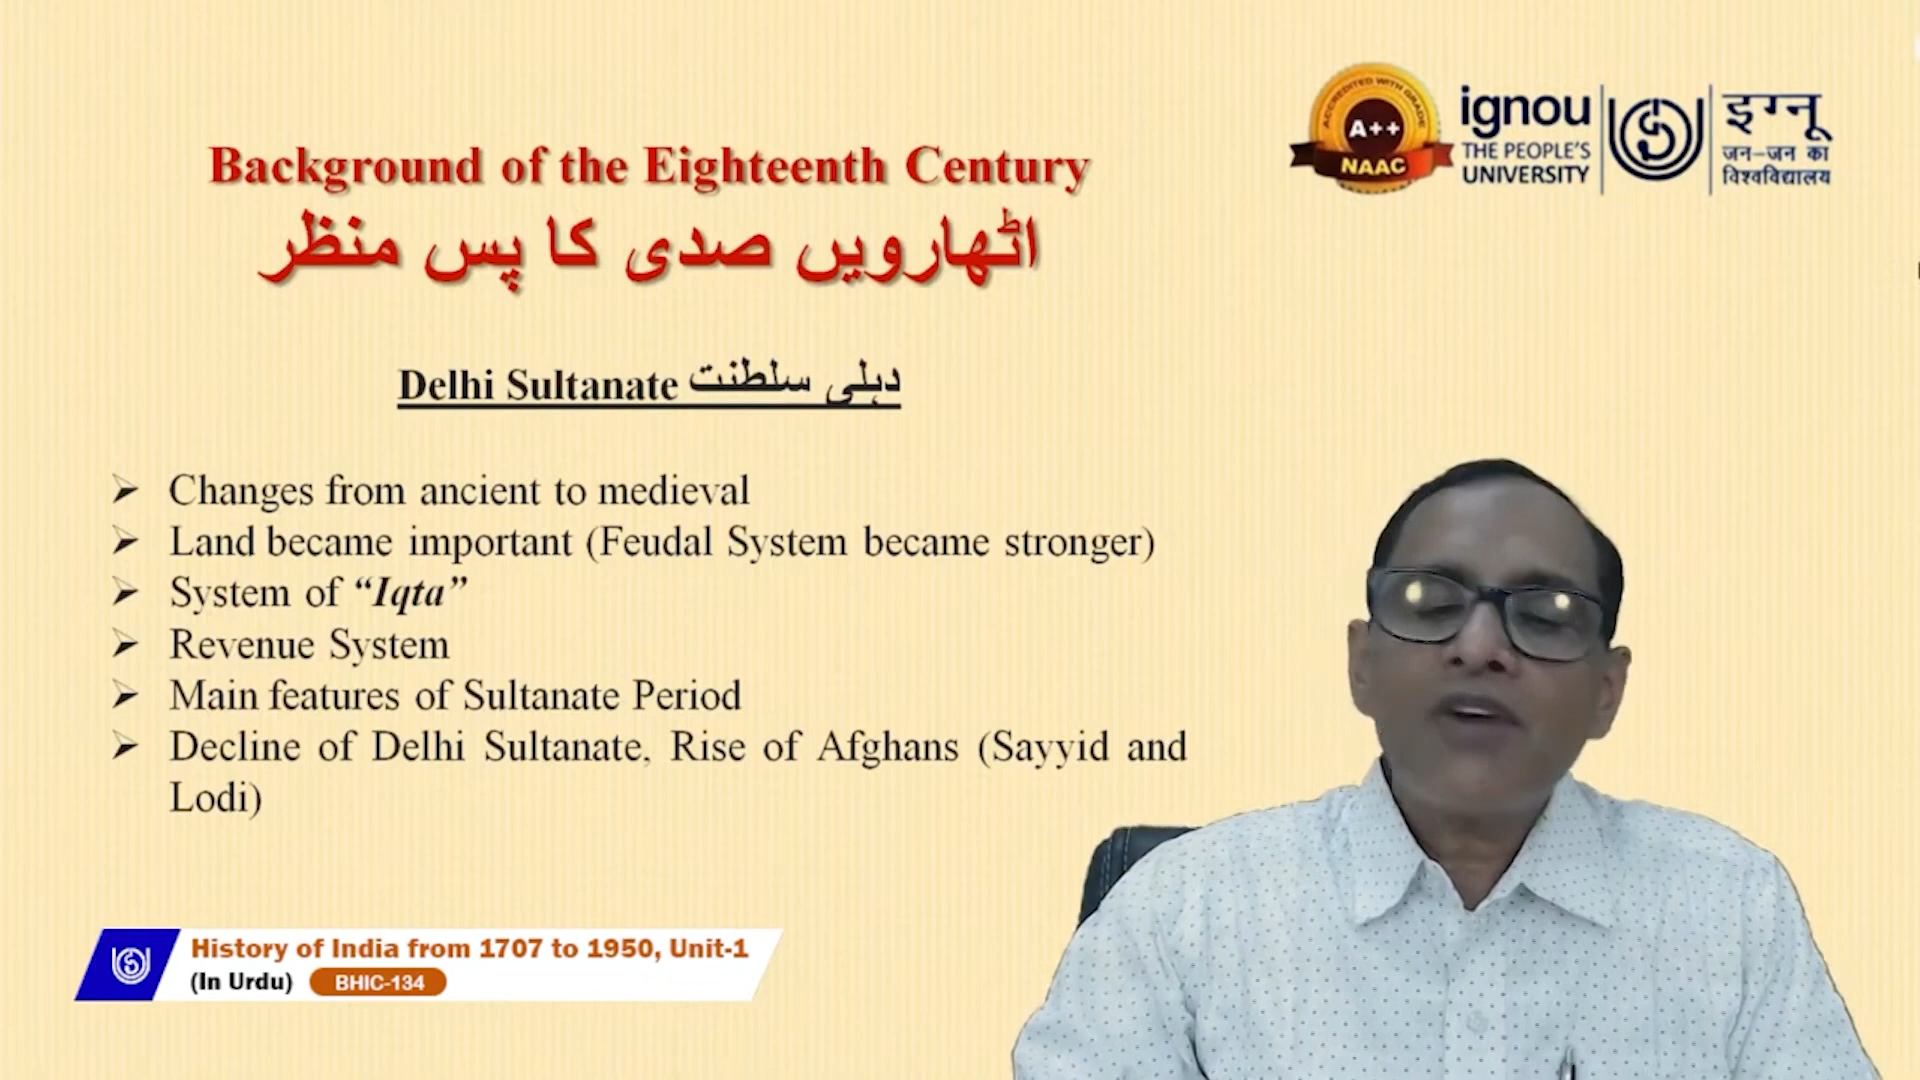 Background of the Eighteenth Century
اٹھارویں صدی کا پس منظر
ACCREDITED WITH GRADE
A++
NAAC
ignou
THE PEOPLE'S
UNIVERSITY
इग्नू
जन-जन का
विश्वविद्यालय
Delhi Sultanate دہلی سلطنت
Changes from ancient to medieval
Land became important (Feudal System became stronger)
System of “Iqta”
Revenue System
Main features of Sultanate Period
Decline of Delhi Sultanate, Rise of Afghans (Sayyid and
Lodi)
History of India from 1707 to 1950, Unit-1
(In Urdu) BHIC-134